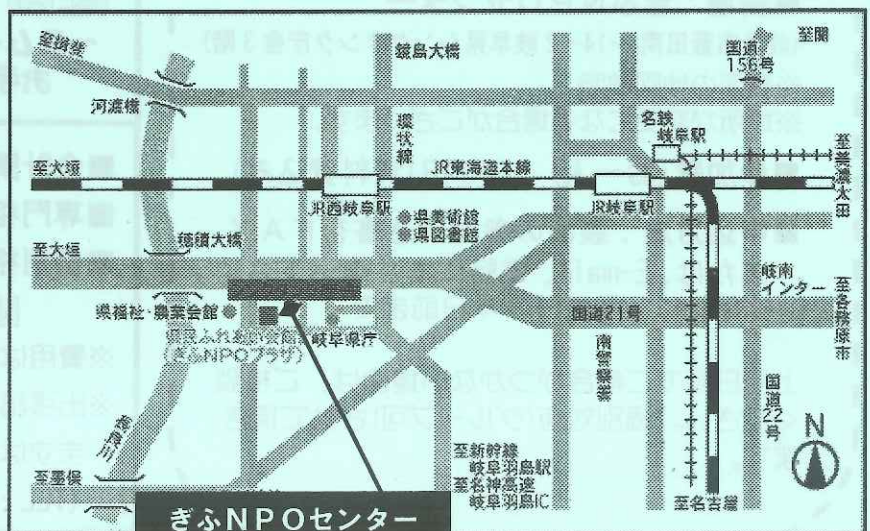 至関
国道
156号
鏡島大橋
河渡橋
環状線
名鉄
岐阜駅
至美濃太田
至大垣
JR東海道本線
JR西岐阜駅
JR岐阜駅
県美術館
県図書館
穂積大橋
至大垣
岐南
インター
至各務原市
県福祉・農業会館
県民ふれあい会館
(ぎふNPOプラザ)
岐阜県庁
国道21号
国道22号
長良川
N
至墨俣
至新幹線
岐阜羽島駅
至名神高速
岐阜羽島IC
至名古屋
ぎふNPOセンター